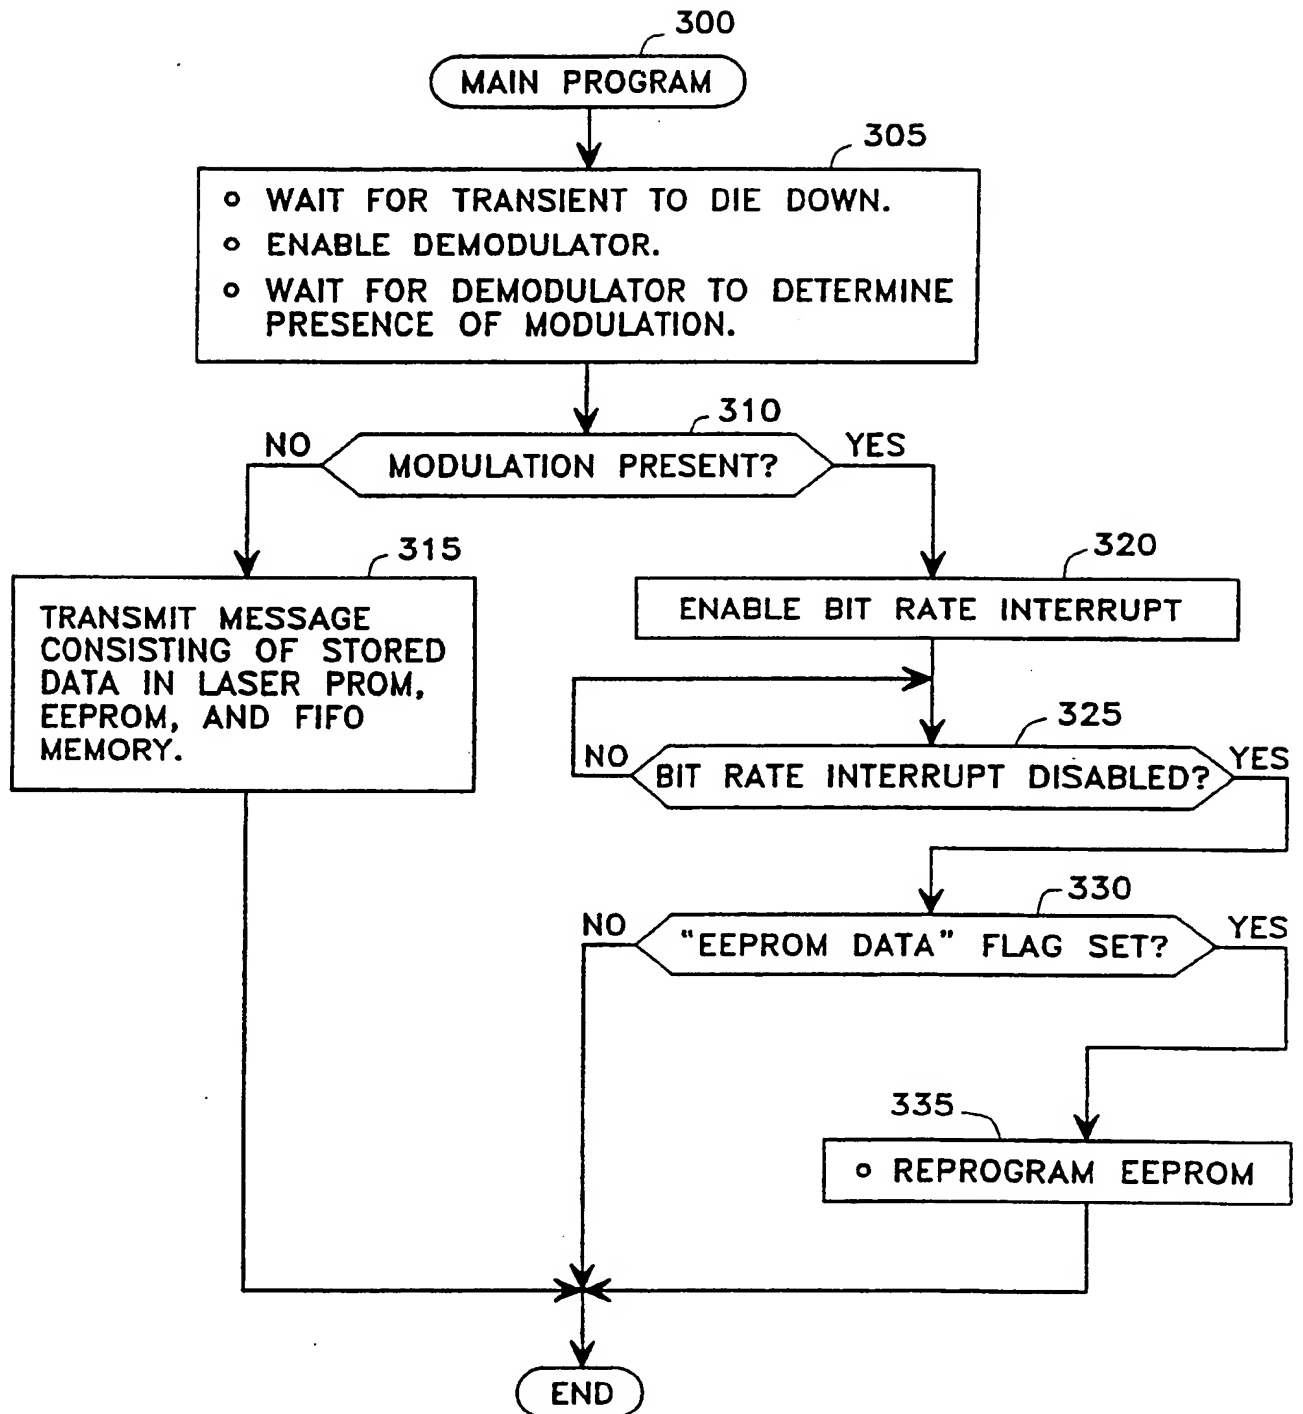 300
MAIN PROGRAM
305
o WAIT FOR TRANSIENT TO DIE DOWN.
o ENABLE DEMODULATOR.
o WAIT FOR DEMODULATOR TO DETERMINE
PRESENCE OF MODULATION.
310
NO
MODULATION PRESENT?
YES
315
TRANSMIT MESSAGE
CONSISTING OF STORED
DATA IN LASER PROM,
EEPROM, AND FIFO
MEMORY.
320
ENABLE BIT RATE INTERRUPT
325
NO
BIT RATE INTERRUPT DISABLED?
YES
330
NO
"EEPROM DATA" FLAG SET?
YES
335
o REPROGRAM EEPROM
END